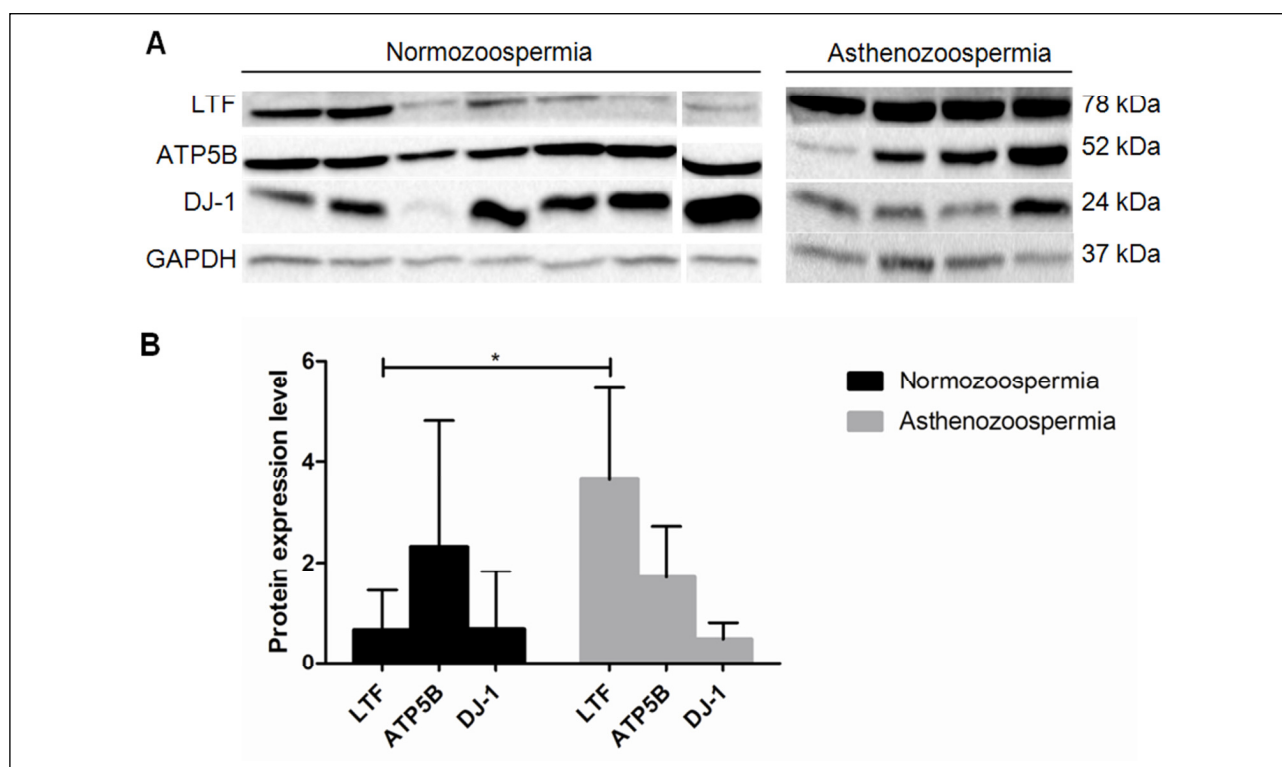 A
Normozoospermia
Asthenozoospermia
LTF
78 kDa
ATP5B
52 kDa
DJ-1
24 kDa
GAPDH
37 kDa
B
*
Protein expression level
6
4
2
0
LTF
ATP5B
DJ-1
LTF
ATP5B
DJ-1
Normozoospermia
Asthenozoospermia